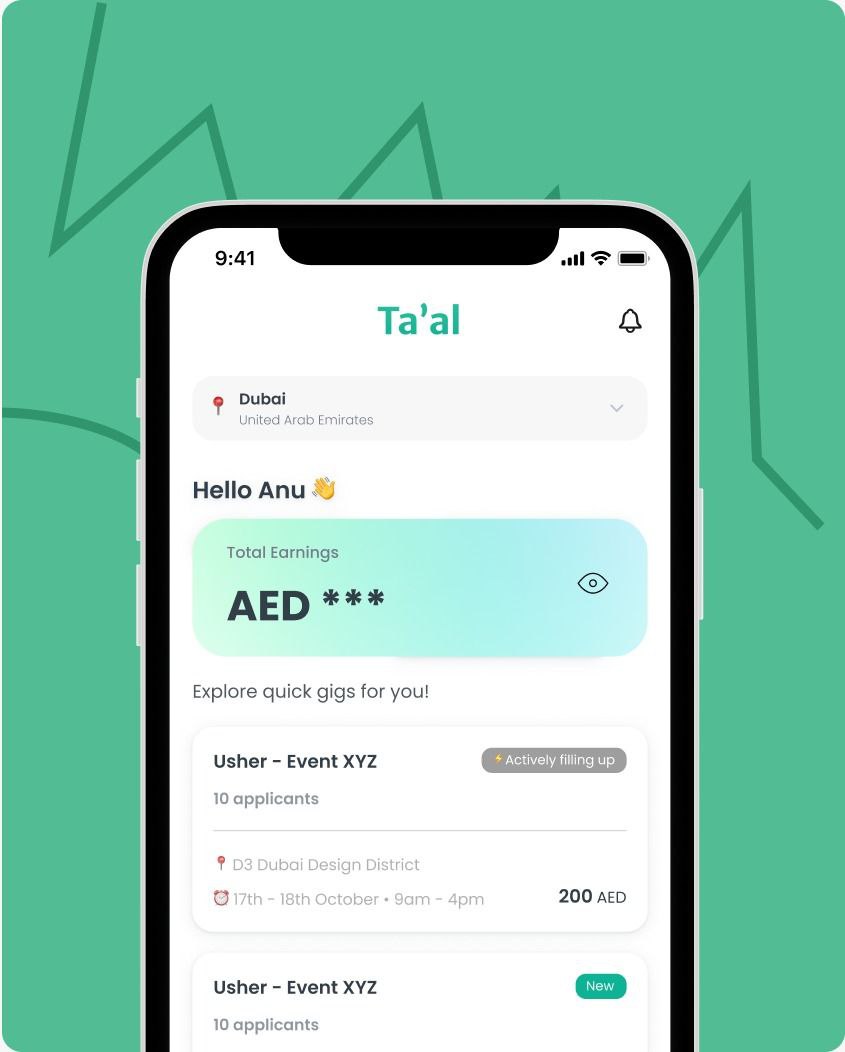 9:41
Ta’al
📍 Dubai
United Arab Emirates
Hello Anu 👋
Total Earnings
AED ***
Explore quick gigs for you!
Usher - Event XYZ
⚡Actively filling up
10 applicants
📍 D3 Dubai Design District
⏰ 17th - 18th October • 9am - 4pm
200 AED
Usher - Event XYZ
New
10 applicants